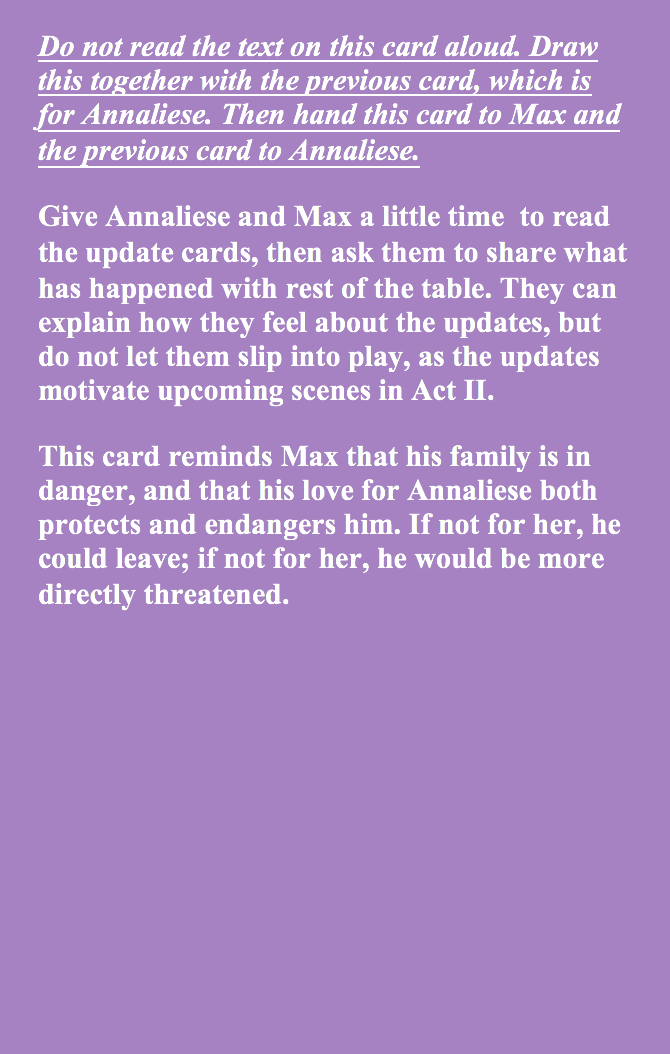 Do not read the text on this card aloud. Draw
this together with the previous card, which is
for Annaliese. Then hand this card to Max and
the previous card to Annaliese.
Give Annaliese and Max a little time  to read
the update cards, then ask them to share what
has happened with rest of the table. They can
explain how they feel about the updates, but
do not let them slip into play, as the updates
motivate upcoming scenes in Act II.
This card reminds Max that his family is in
danger, and that his love for Annaliese both
protects and endangers him. If not for her, he
could leave; if not for her, he would be more
directly threatened.